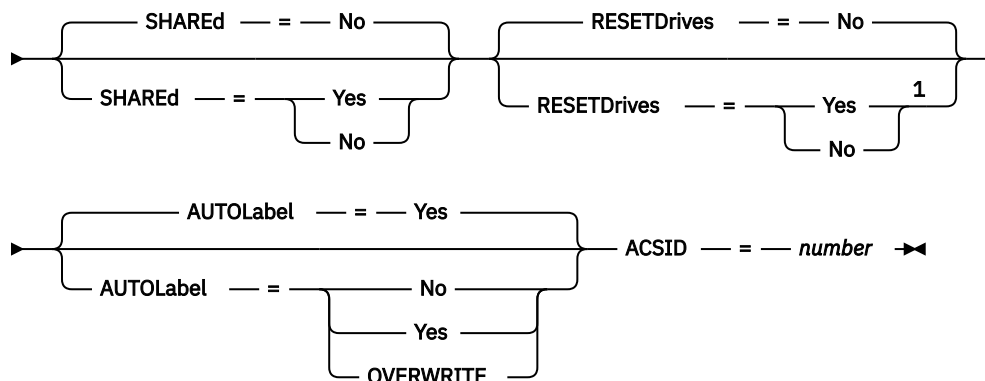 SHAREd = No
SHAREd = Yes
No
RESETDrives = No
RESETDrives = Yes 1
No
AUTOLabel = Yes
AUTOLabel = No
Yes
OVERWRITE
ACSID = number